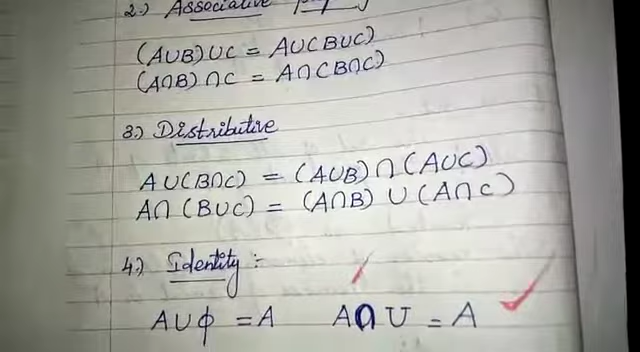 2.) Associative
(A∪B)∪C = A∪(B∪C)
(A∩B)∩C = A∩(B∩C)
3.) Distributive
A∪(B∩C) = (A∪B)∩(A∪C)
A∩(B∪C) = (A∩B)∪(A∩C)
4.) Identity :-
A∪ϕ = A A∩U = A